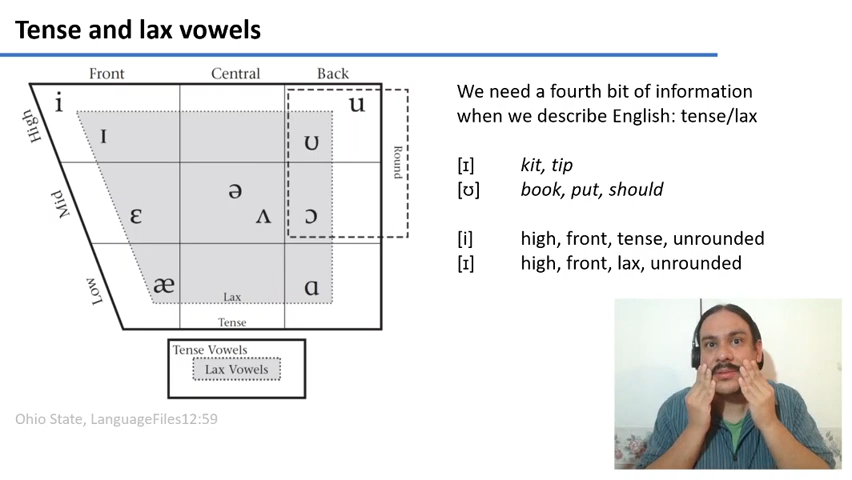 Tense and lax vowels
Front Central Back
High
Mid
Low
i u
ɪ ʊ
ə
ɛ ʌ ɔ
æ ɑ
Round
Lax
Tense
Tense Vowels
Lax Vowels
Ohio State, LanguageFiles12:59
We need a fourth bit of information
when we describe English: tense/lax
[ɪ] kit, tip
[ʊ] book, put, should
[i] high, front, tense, unrounded
[ɪ] high, front, lax, unrounded